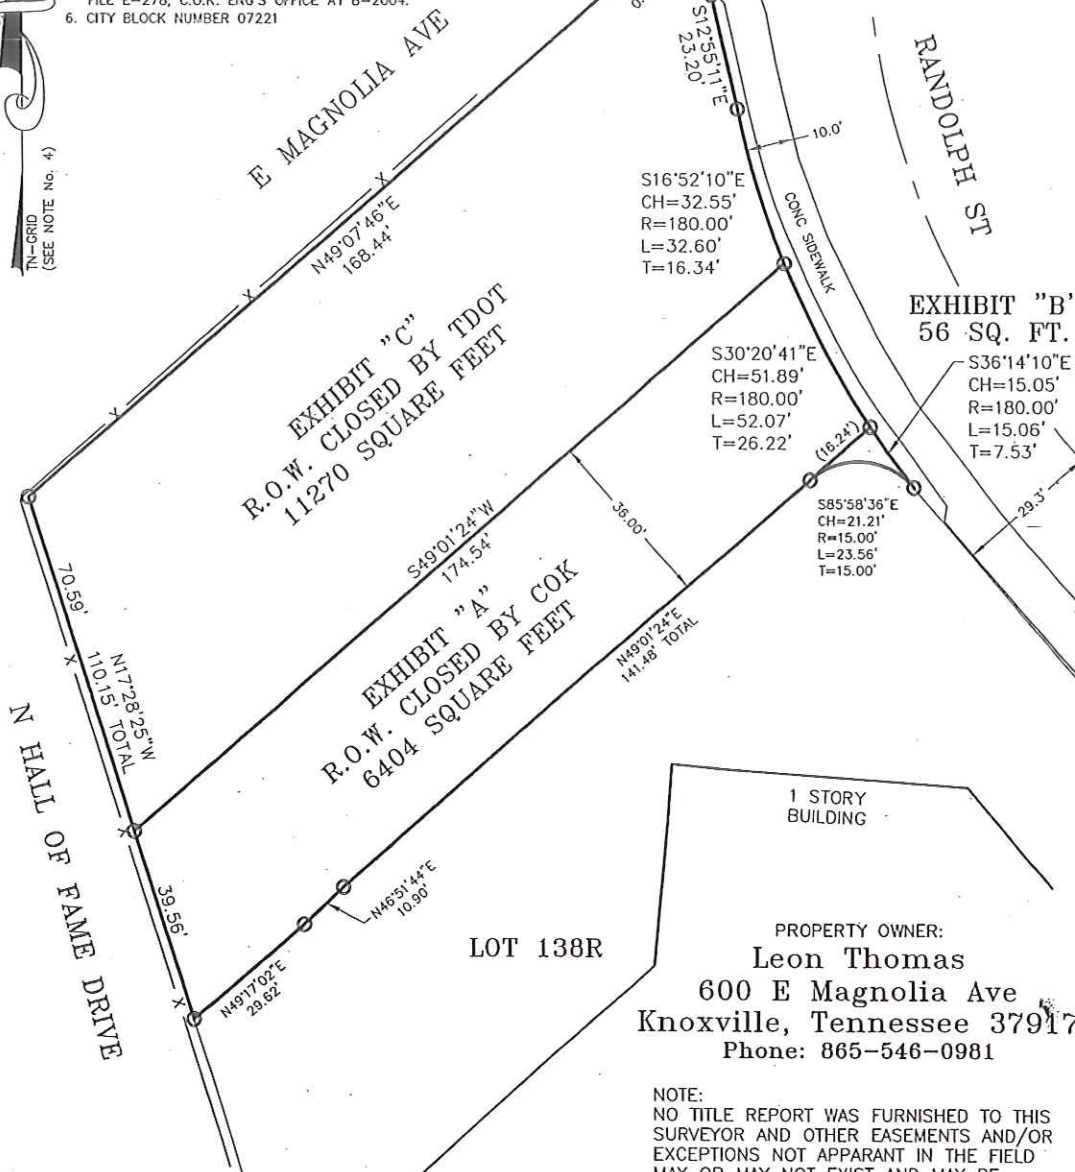 FILE E-278, C.O.K. ENG'S OFFICE AT B-2004.
6. CITY BLOCK NUMBER 07221
TN-GRID
(SEE NOTE No. 4)
E MAGNOLIA AVE
N49°07'46"E
168.44'
S12°55'11"E
23.20'
10.0'
RANDOLPH ST
CONC SIDEWALK
S16°52'10"E
CH=32.55'
R=180.00'
L=32.60'
T=16.34'
EXHIBIT "B"
56 SQ. FT.
S36°14'10"E
CH=15.05'
R=180.00'
L=15.06'
T=7.53'
S30°20'41"E
CH=51.89'
R=180.00'
L=52.07'
T=26.22'
(16.24')
29.3'
S85°58'36"E
CH=21.21'
R=15.00'
L=23.56'
T=15.00'
EXHIBIT "C"
R.O.W. CLOSED BY TDOT
11270 SQUARE FEET
S49°01'24"W
174.54'
36.00'
EXHIBIT "A"
R.O.W. CLOSED BY COK
6404 SQUARE FEET
N49°01'24"E
141.48' TOTAL
70.59'
N17°28'25"W
110.15' TOTAL
39.56'
N HALL OF FAME DRIVE
N46°51'44"E
10.90'
N49°17'02"E
29.62'
1 STORY
BUILDING
LOT 138R
PROPERTY OWNER:
Leon Thomas
600 E Magnolia Ave
Knoxville, Tennessee 37917
Phone: 865-546-0981
NOTE:
NO TITLE REPORT WAS FURNISHED TO THIS
SURVEYOR AND OTHER EASEMENTS AND/OR
EXCEPTIONS NOT APPARANT IN THE FIELD
MAY OR MAY NOT EXIST AND MAY BE